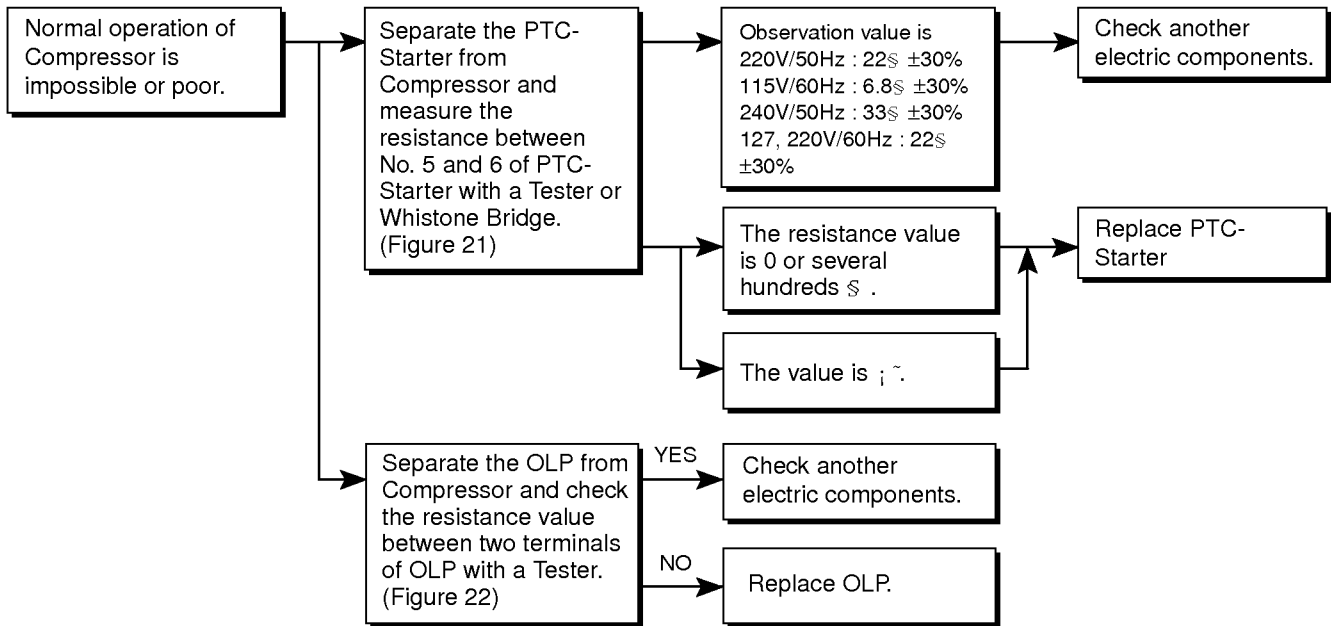 Normal operation of
Compressor is
impossible or poor.
Separate the PTC-
Starter from
Compressor and
measure the
resistance between
No. 5 and 6 of PTC-
Starter with a Tester or
Whistone Bridge.
(Figure 21)
Observation value is
220V/50Hz : 22§ ±30%
115V/60Hz : 6.8§ ±30%
240V/50Hz : 33§ ±30%
127, 220V/60Hz : 22§
±30%
Check another
electric components.
The resistance value
is 0 or several
hundreds § .
The value is ¡ ˜.
Replace PTC-
Starter
Separate the OLP from
Compressor and check
the resistance value
between two terminals
of OLP with a Tester.
(Figure 22)
YES
Check another
electric components.
NO
Replace OLP.